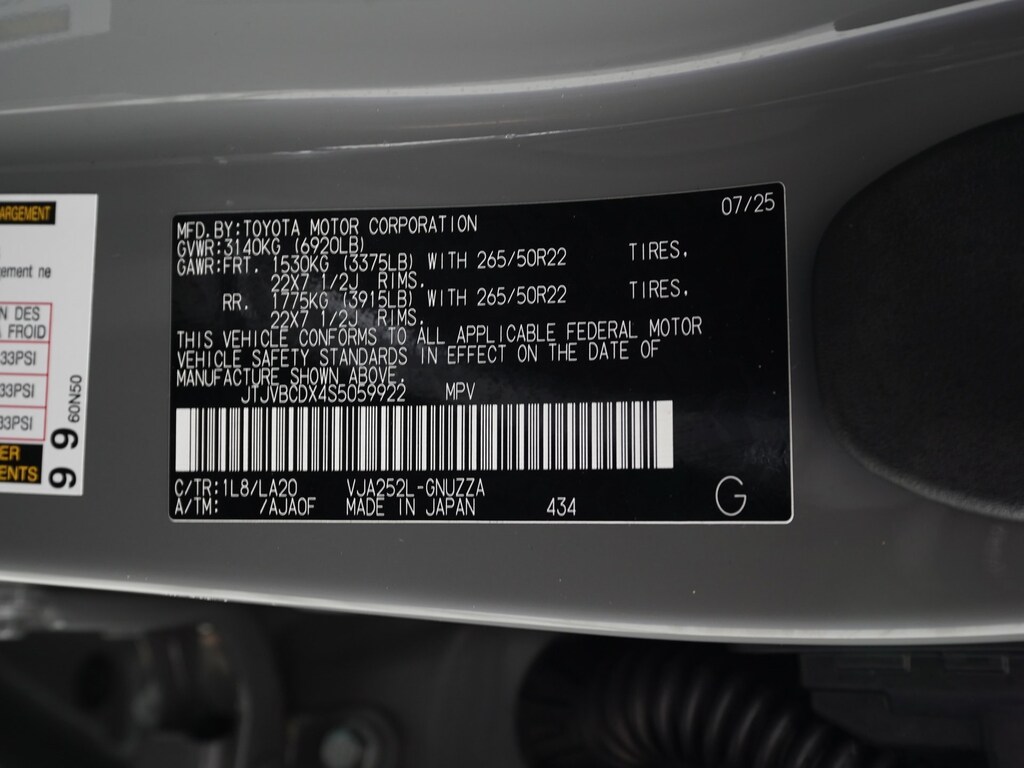 ARGEMENT
gement ne
N DES
A FROID
33PSI
33PSI
33PSI
ER
ENTS
9 9 60N50
07/25
MFD.BY:TOYOTA MOTOR CORPORATION
GVWR:3140KG (6920LB)
GAWR:FRT. 1530KG (3375LB) WITH 265/50R22 TIRES.
22X7 1/2J RIMS.
RR. 1775KG (3915LB) WITH 265/50R22 TIRES.
22X7 1/2J RIMS.
THIS VEHICLE CONFORMS TO ALL APPLICABLE FEDERAL MOTOR
VEHICLE SAFETY STANDARDS IN EFFECT ON THE DATE OF
MANUFACTURE SHOWN ABOVE.
JTJVBCDX4S5059922 MPV
C/TR:1L8/LA20 VJA252L-GNUZZA
A/TM: /AJA0F MADE IN JAPAN 434 G